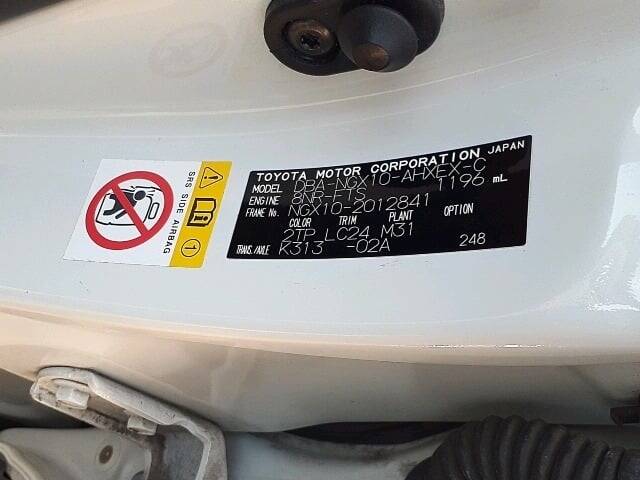 TOYOTA MOTOR CORPORATION JAPAN
MODEL DBA-NGX10-AHXEX-C
ENGINE 8NR-FTS 1196 mL
FRAME No. NGX10-2012841
COLOR TRIM PLANT OPTION
2TP LC24 M31
TRANS./AXLE K313 -02A 248
SRS SIDE AIRBAG
1